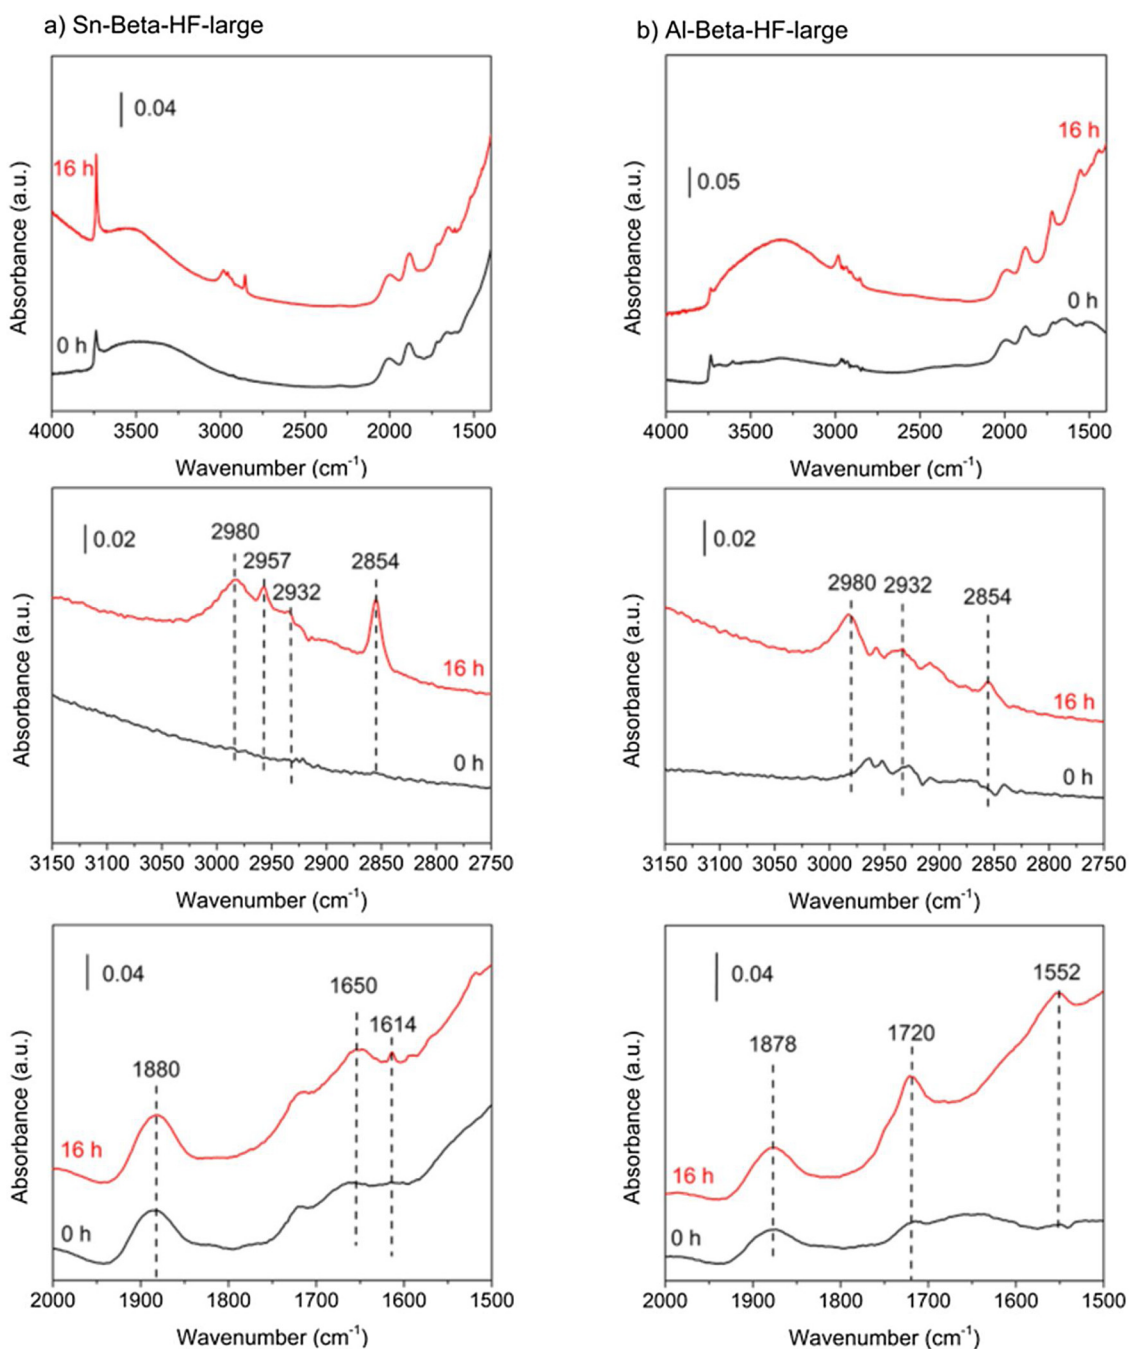 a) Sn-Beta-HF-large
b) Al-Beta-HF-large
0.04
16 h
0 h
Absorbance (a.u.)
4000 3500 3000 2500 2000 1500
Wavenumber (cm⁻¹)
0.05
16 h
0 h
Absorbance (a.u.)
4000 3500 3000 2500 2000 1500
Wavenumber (cm⁻¹)
0.02
2980
2957
2932
2854
16 h
0 h
Absorbance (a.u.)
3150 3100 3050 3000 2950 2900 2850 2800 2750
Wavenumber (cm⁻¹)
0.02
2980 2932
2854
16 h
0 h
Absorbance (a.u.)
3150 3100 3050 3000 2950 2900 2850 2800 2750
Wavenumber (cm⁻¹)
0.04
1650
1614
1880
16 h
0 h
Absorbance (a.u.)
2000 1900 1800 1700 1600 1500
Wavenumber (cm⁻¹)
0.04
1552
1720
1878
16 h
0 h
Absorbance (a.u.)
2000 1900 1800 1700 1600 1500
Wavenumber (cm⁻¹)